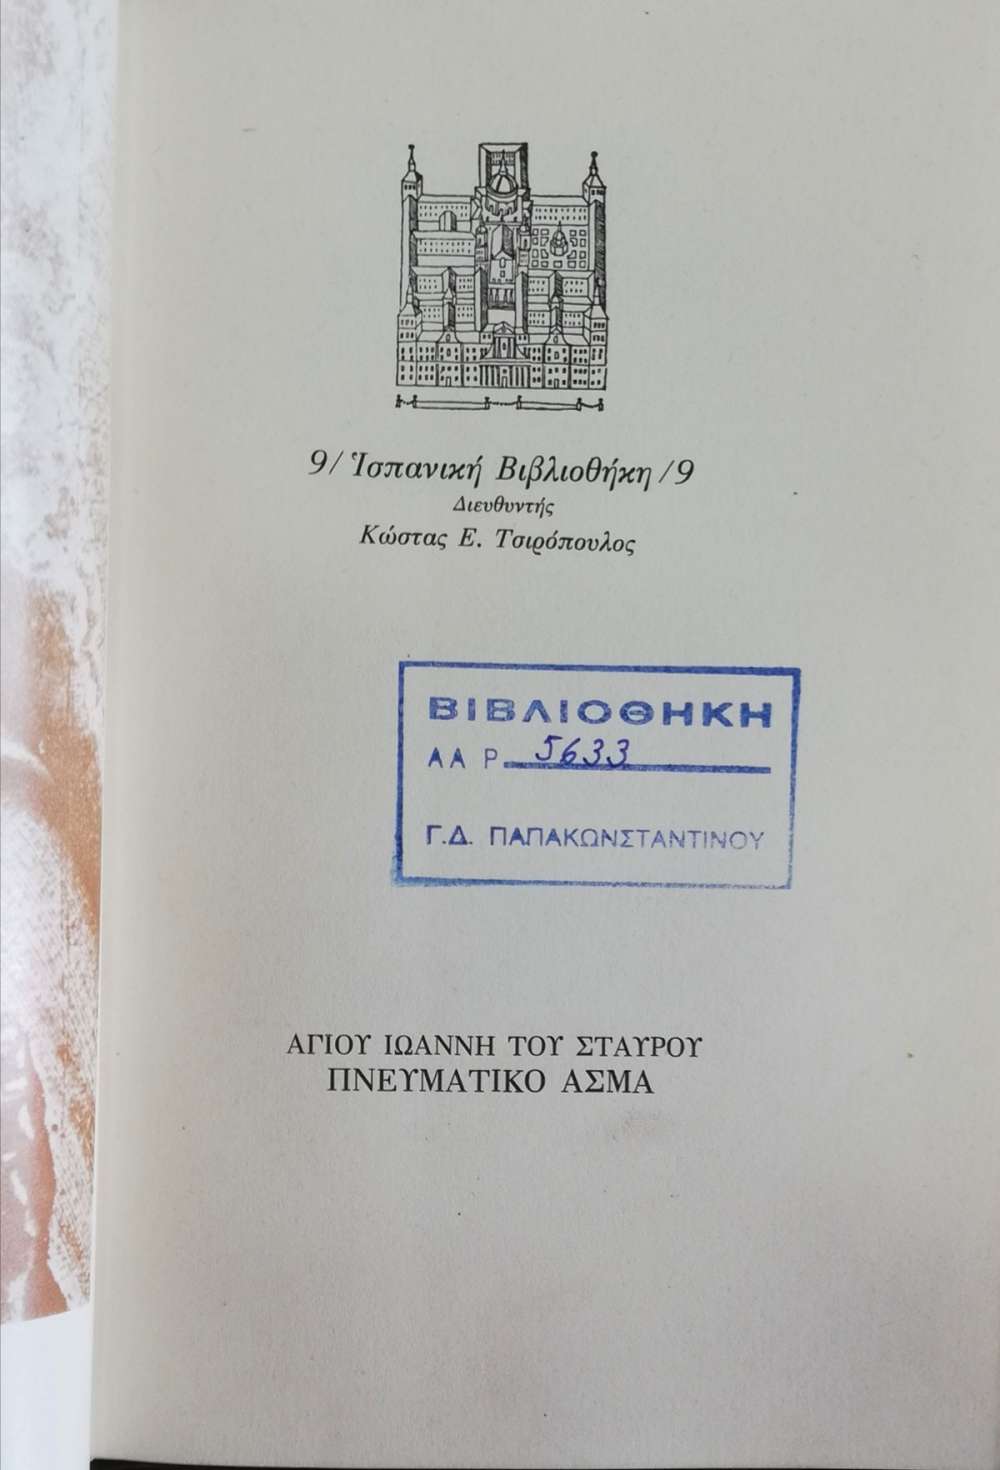 9/ Ἱσπανική Βιβλιοθήκη /9
Διευθυντής
Κώστας Ε. Τσιρόπουλος
ΒΙΒΛΙΟΘΗΚΗ
ΑΑ Ρ 5633
Γ.Δ. ΠΑΠΑΚΩΝΣΤΑΝΤΙΝΟΥ
ΑΓΙΟΥ ΙΩΑΝΝΗ ΤΟΥ ΣΤΑΥΡΟΥ
ΠΝΕΥΜΑΤΙΚΟ ΑΣΜΑ